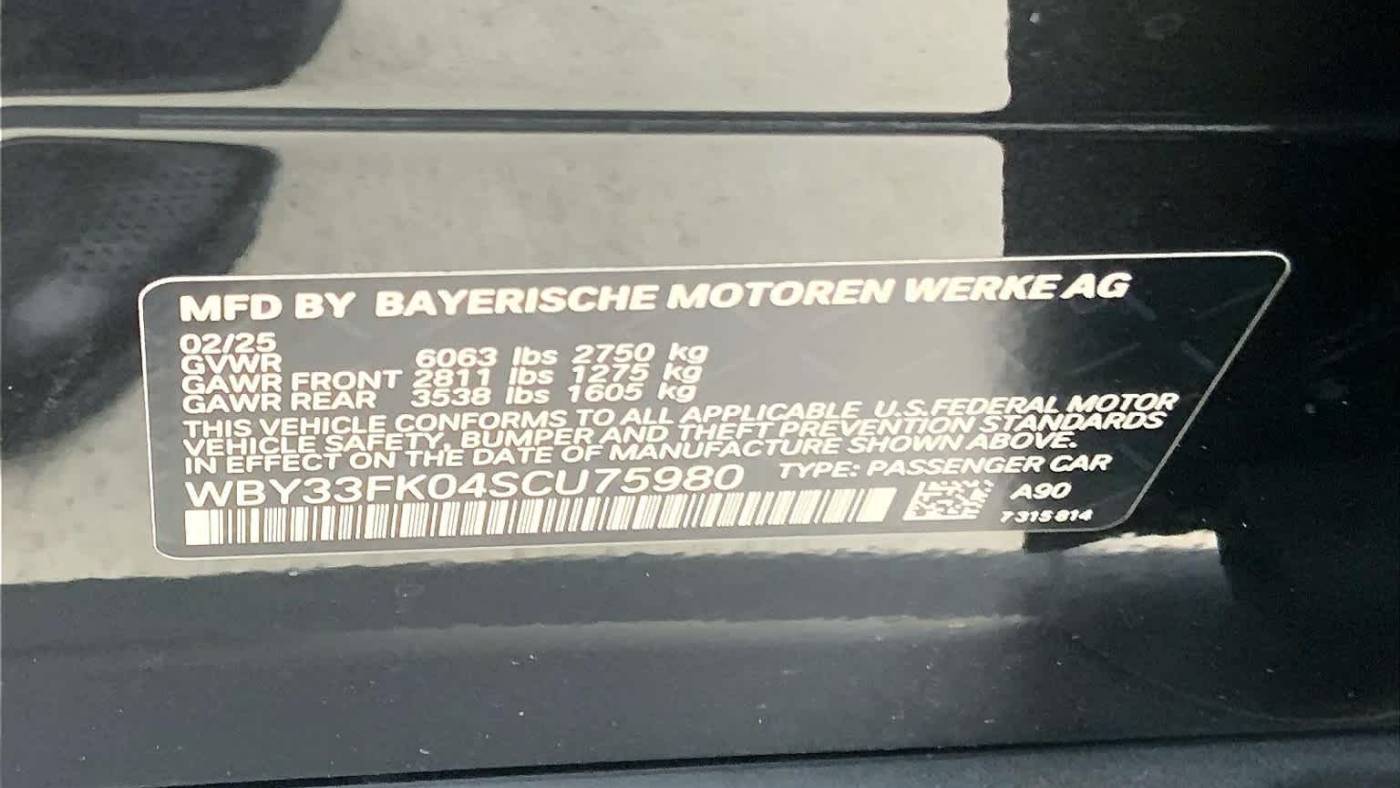 MFD BY BAYERISCHE MOTOREN WERKE AG
02/25
GVWR 6063 lbs 2750 kg
GAWR FRONT 2811 lbs 1275 kg
GAWR REAR 3538 lbs 1605 kg
THIS VEHICLE CONFORMS TO ALL APPLICABLE U.S.FEDERAL MOTOR
VEHICLE SAFETY, BUMPER AND THEFT PREVENTION STANDARDS
IN EFFECT ON THE DATE OF MANUFACTURE SHOWN ABOVE.
WBY33FK04SCU75980 TYPE: PASSENGER CAR
A90
7 315 814